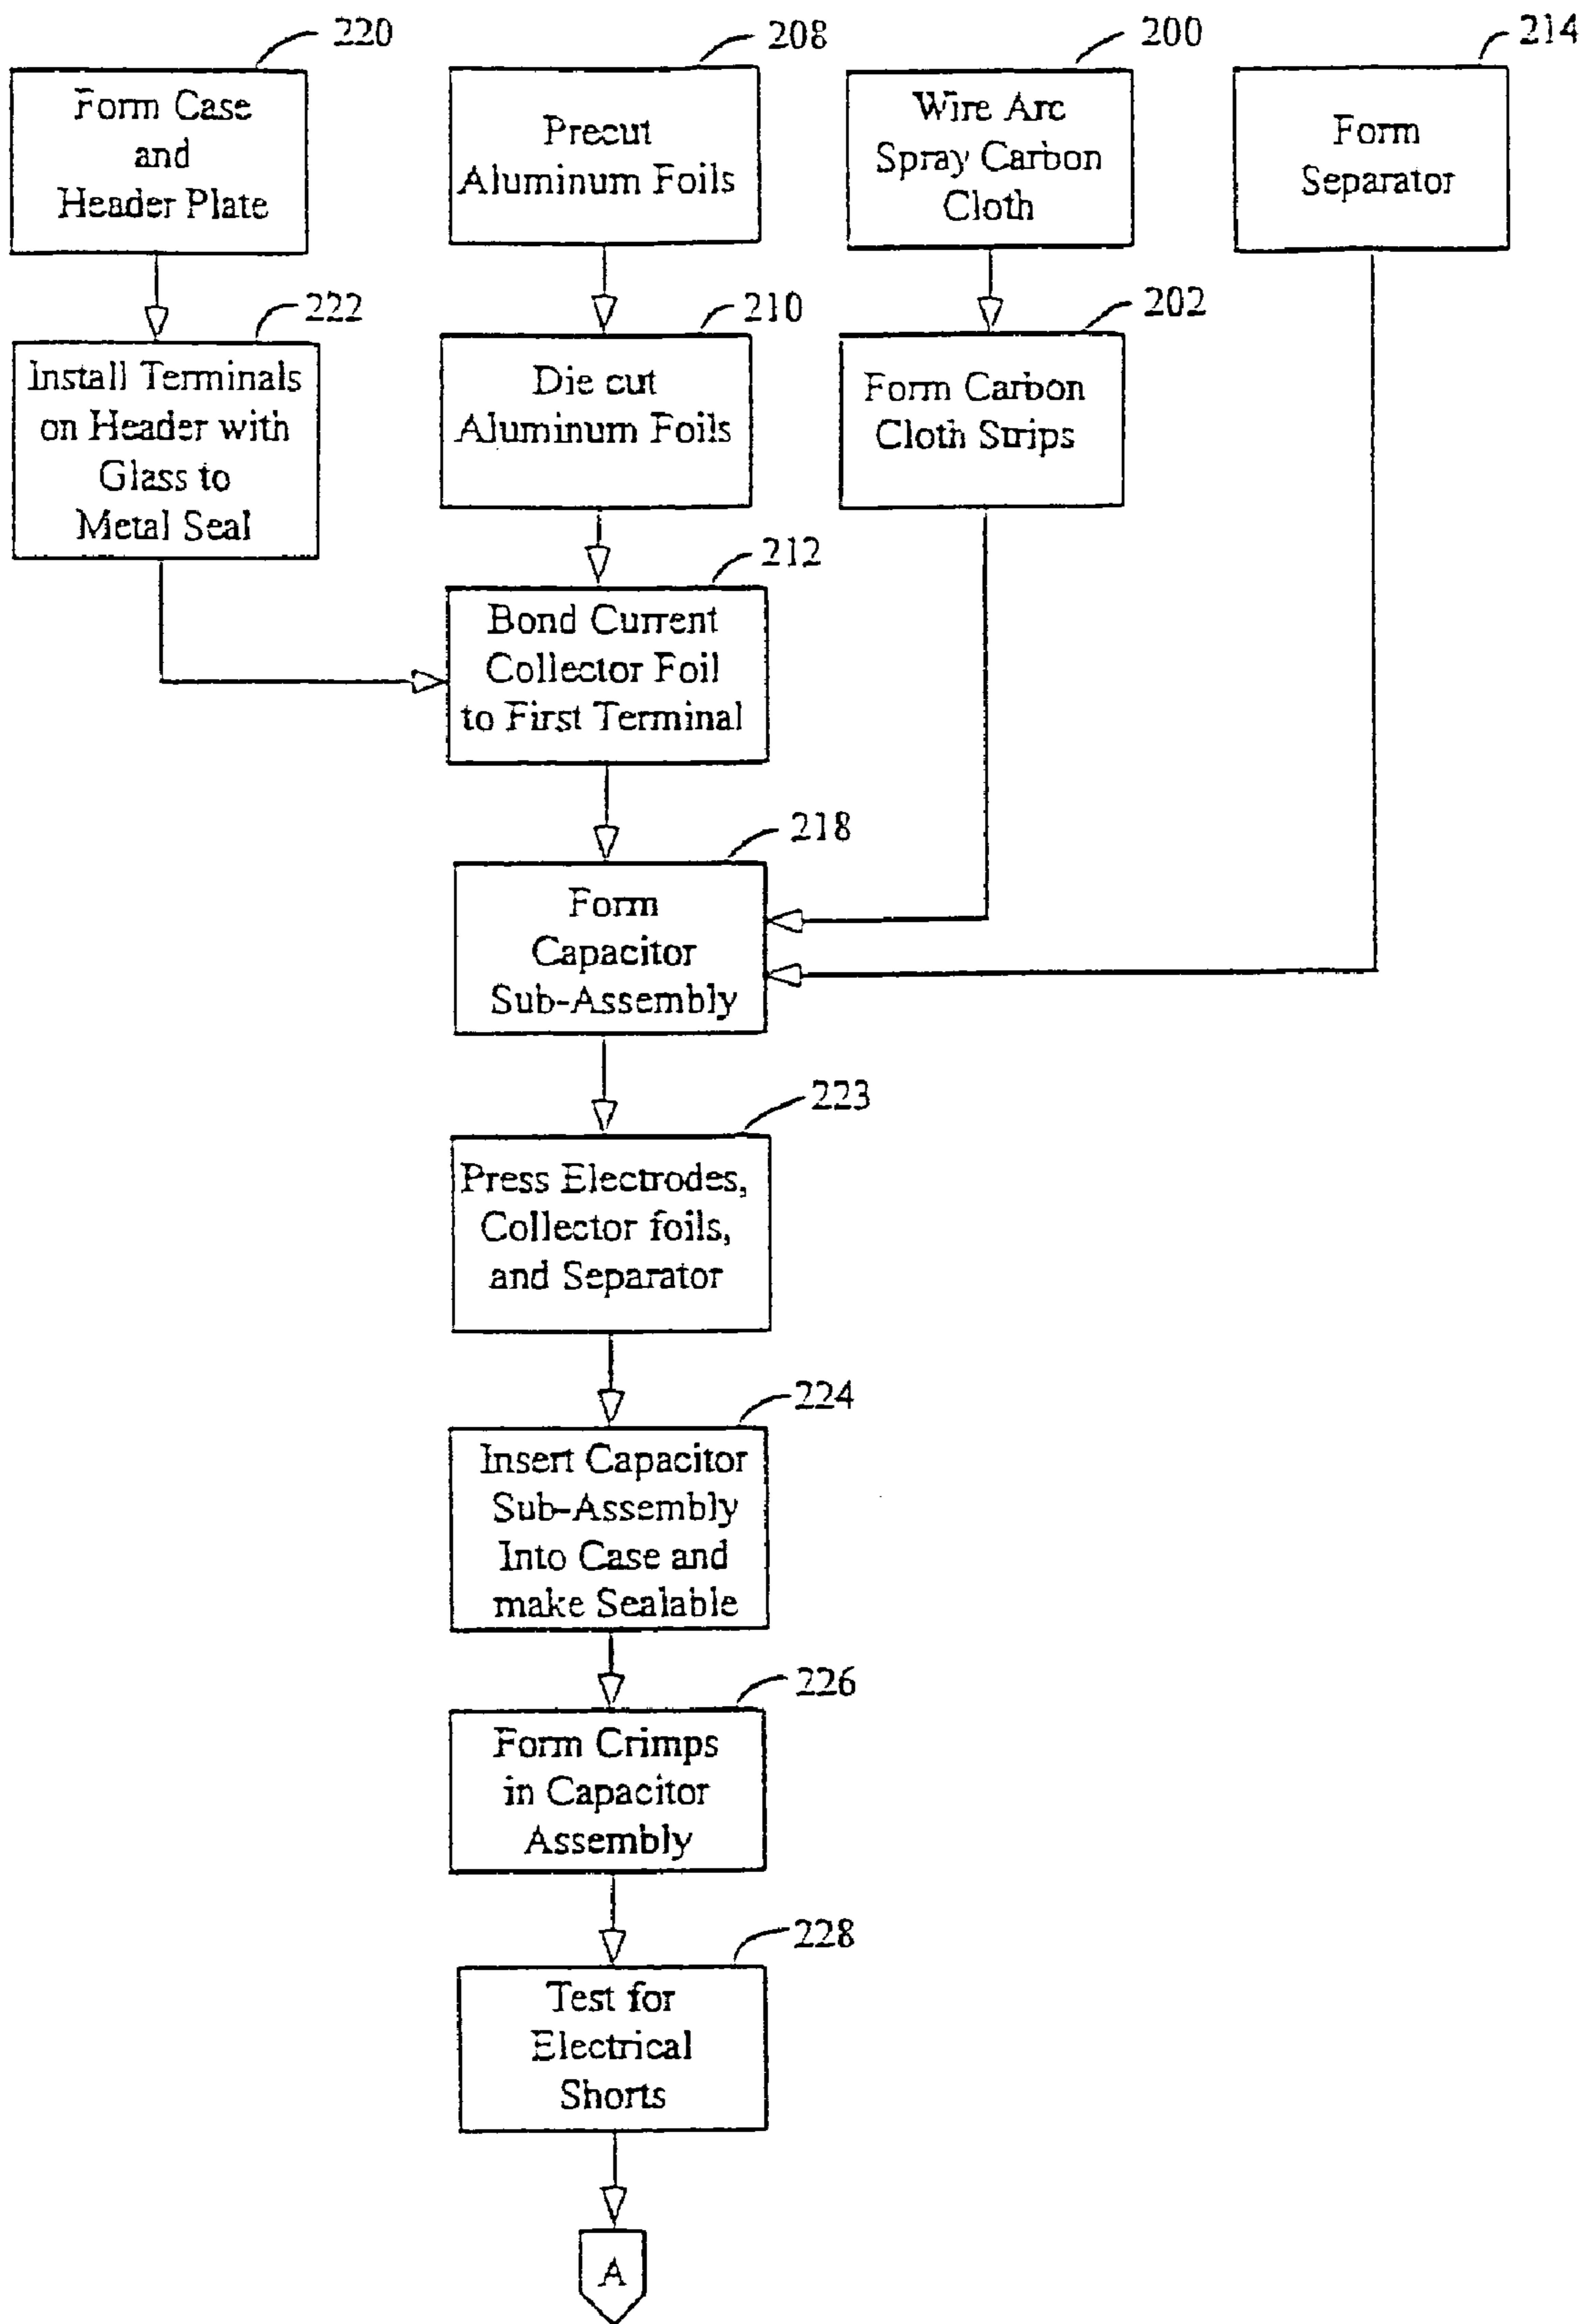 220
Form Case
and
Header Plate
208
Precut
Aluminum Foils
200
Wire Arc
Spray Carbon
Cloth
214
Form
Separator
222
Install Terminals
on Header with
Glass to
Metal Seal
210
Die cut
Aluminum Foils
202
Form Carbon
Cloth Strips
212
Bond Current
Collector Foil
to First Terminal
218
Form
Capacitor
Sub-Assembly
223
Press Electrodes,
Collector foils,
and Separator
224
Insert Capacitor
Sub-Assembly
Into Case and
make Sealable
226
Form Crimps
in Capacitor
Assembly
228
Test for
Electrical
Shorts
A